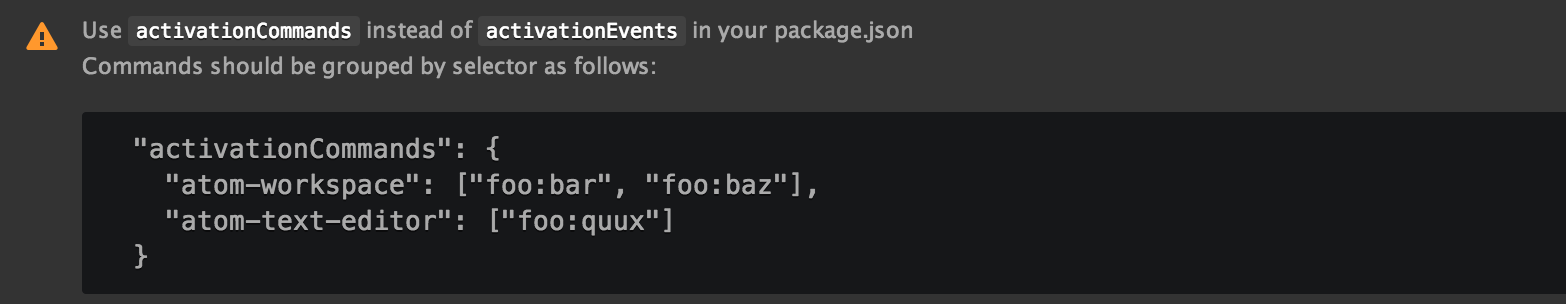 Use activationCommands instead of activationEvents in your package.json
Commands should be grouped by selector as follows:
"activationCommands": {
  "atom-workspace": ["foo:bar", "foo:baz"],
  "atom-text-editor": ["foo:quux"]
}